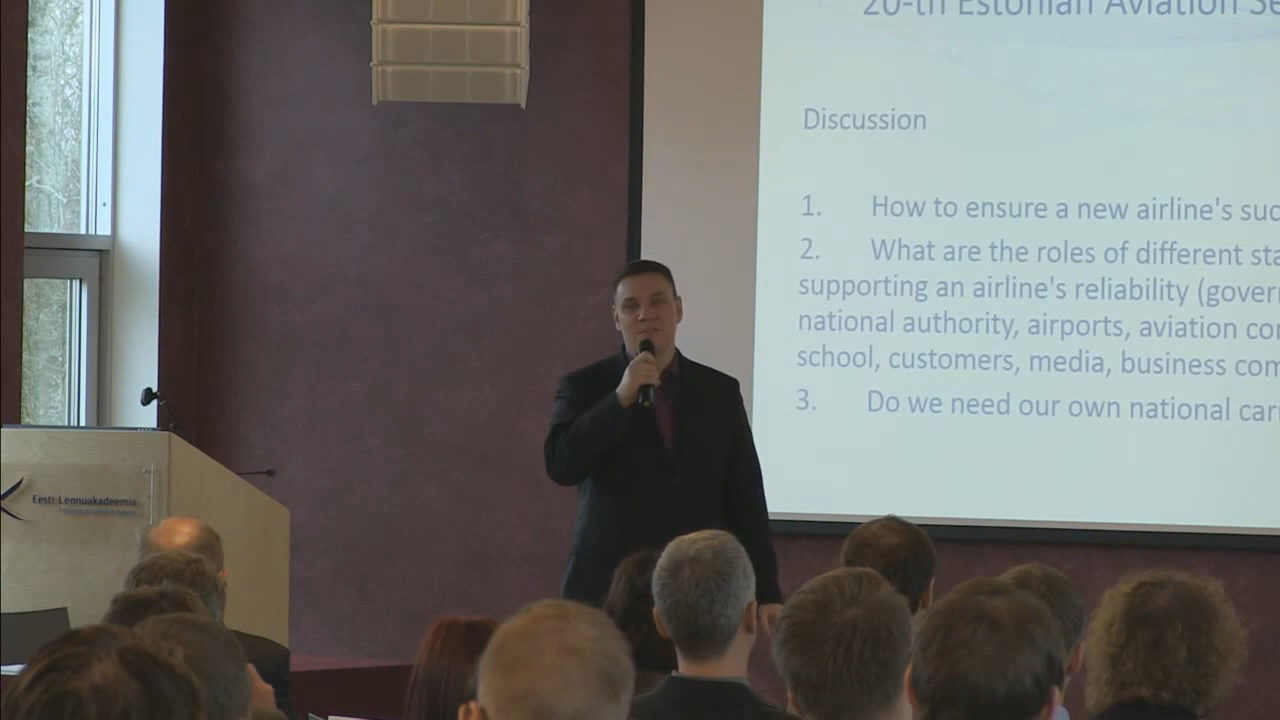 20-th Estonian Aviation Se
Discussion
1. How to ensure a new airline's suc
2. What are the roles of different sta
supporting an airline's reliability (gover
national authority, airports, aviation co
school, customers, media, business com
3. Do we need our own national car
Eesti Lennuakadeemia